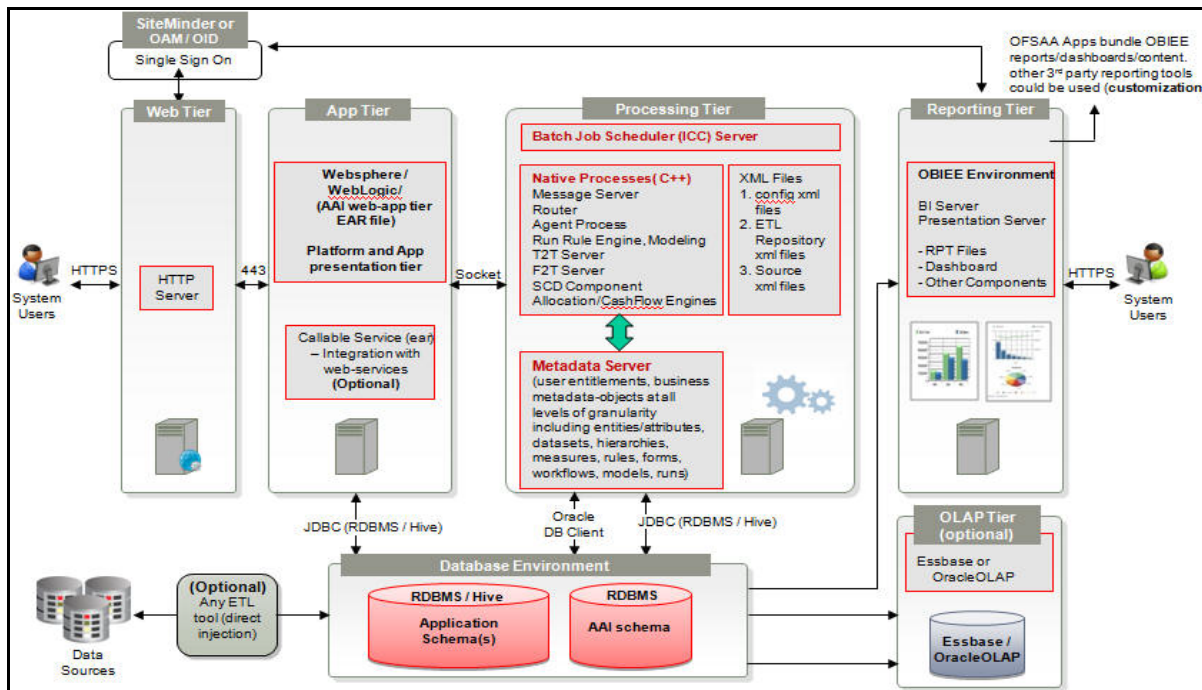 SiteMinder or
OAM / OID
Single Sign On
OFSAA Apps bundle OBIEE
reports/dashboards/content.
other 3rd party reporting tools
could be used (customization
Web Tier
App Tier
Processing Tier
Reporting Tier
System
Users
HTTPS
HTTP
Server
443
Websphere /
WebLogic/
(AAI web-app tier
EAR file)
Platform and App
presentation tier
Callable Service (ear)
– Integration with
web-services
(Optional)
Socket
Batch Job Scheduler (ICC) Server
Native Processes( C++)
Message Server
Router
Agent Process
Run Rule Engine, Modeling
T2T Server
F2T Server
SCD Component
Allocation/CashFlow Engines
XML Files
1. config xml
files
2. ETL
Repository
xml files
3. Source
xml files
Metadata Server
(user entitlements, business
metadata-objects at all
levels of granularity
including entities/attributes,
datasets, hierarchies,
measures, rules, forms,
workflows, models, runs)
OBIEE Environment
BI Server
Presentation Server
- RPT Files
- Dashboard
- Other Components
HTTPS
System
Users
JDBC (RDBMS / Hive)
Oracle
DB Client
JDBC (RDBMS / Hive)
Data
Sources
(Optional)
Any ETL
tool (direct
injection)
Database Environment
RDBMS / Hive
Application
Schema(s)
RDBMS
AAI schema
OLAP Tier
(optional)
Essbase or
OracleOLAP
Essbase /
OracleOLAP